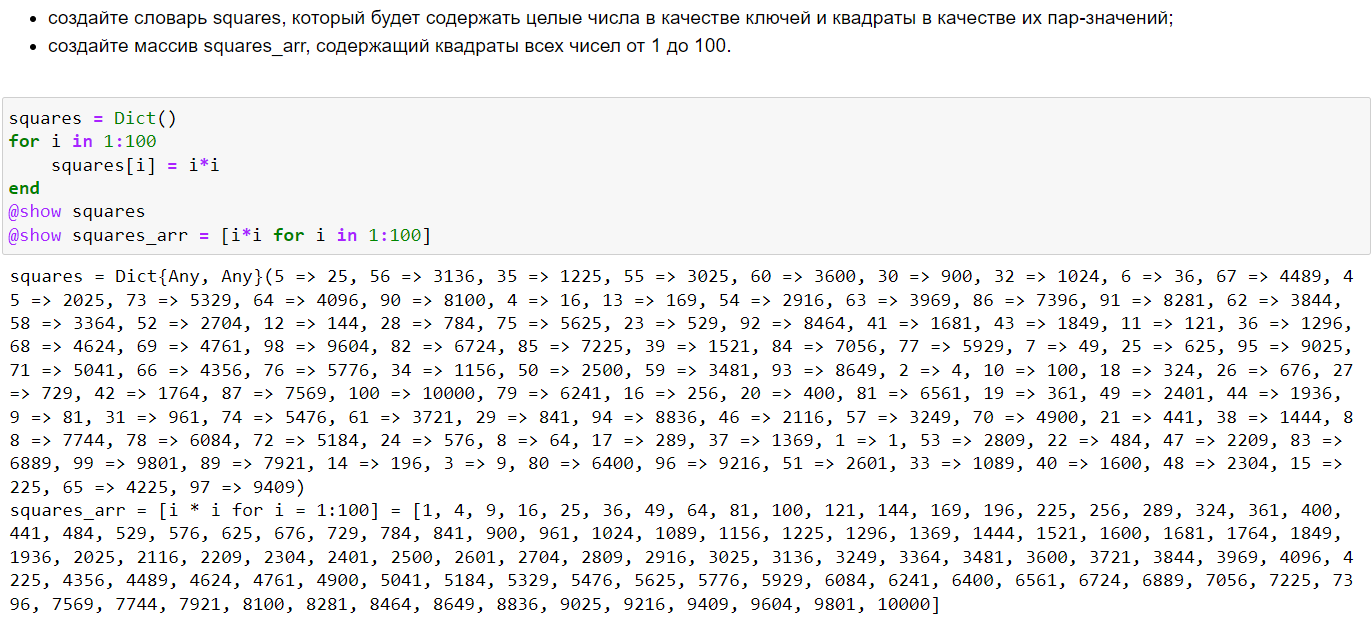 • создайте словарь squares, который будет содержать целые числа в качестве ключей и квадраты в качестве их пар-значений;
• создайте массив squares_arr, содержащий квадраты всех чисел от 1 до 100.
squares = Dict()
for i in 1:100
    squares[i] = i*i
end
@show squares
@show squares_arr = [i*i for i in 1:100]
squares = Dict{Any, Any}(5 => 25, 56 => 3136, 35 => 1225, 55 => 3025, 60 => 3600, 30 => 900, 32 => 1024, 6 => 36, 67 => 4489, 4
5 => 2025, 73 => 5329, 64 => 4096, 90 => 8100, 4 => 16, 13 => 169, 54 => 2916, 63 => 3969, 86 => 7396, 91 => 8281, 62 => 3844,
58 => 3364, 52 => 2704, 12 => 144, 28 => 784, 75 => 5625, 23 => 529, 92 => 8464, 41 => 1681, 43 => 1849, 11 => 121, 36 => 1296,
68 => 4624, 69 => 4761, 98 => 9604, 82 => 6724, 85 => 7225, 39 => 1521, 84 => 7056, 77 => 5929, 7 => 49, 25 => 625, 95 => 9025,
71 => 5041, 66 => 4356, 76 => 5776, 34 => 1156, 50 => 2500, 59 => 3481, 93 => 8649, 2 => 4, 10 => 100, 18 => 324, 26 => 676, 27
=> 729, 42 => 1764, 87 => 7569, 100 => 10000, 79 => 6241, 16 => 256, 20 => 400, 81 => 6561, 19 => 361, 49 => 2401, 44 => 1936,
9 => 81, 31 => 961, 74 => 5476, 61 => 3721, 29 => 841, 94 => 8836, 46 => 2116, 57 => 3249, 70 => 4900, 21 => 441, 38 => 1444, 8
8 => 7744, 78 => 6084, 72 => 5184, 24 => 576, 8 => 64, 17 => 289, 37 => 1369, 1 => 1, 53 => 2809, 22 => 484, 47 => 2209, 83 =>
6889, 99 => 9801, 89 => 7921, 14 => 196, 3 => 9, 80 => 6400, 96 => 9216, 51 => 2601, 33 => 1089, 40 => 1600, 48 => 2304, 15 =>
225, 65 => 4225, 97 => 9409)
squares_arr = [i * i for i = 1:100] = [1, 4, 9, 16, 25, 36, 49, 64, 81, 100, 121, 144, 169, 196, 225, 256, 289, 324, 361, 400,
441, 484, 529, 576, 625, 676, 729, 784, 841, 900, 961, 1024, 1089, 1156, 1225, 1296, 1369, 1444, 1521, 1600, 1681, 1764, 1849,
1936, 2025, 2116, 2209, 2304, 2401, 2500, 2601, 2704, 2809, 2916, 3025, 3136, 3249, 3364, 3481, 3600, 3721, 3844, 3969, 4096, 4
225, 4356, 4489, 4624, 4761, 4900, 5041, 5184, 5329, 5476, 5625, 5776, 5929, 6084, 6241, 6400, 6561, 6724, 6889, 7056, 7225, 73
96, 7569, 7744, 7921, 8100, 8281, 8464, 8649, 8836, 9025, 9216, 9409, 9604, 9801, 10000]